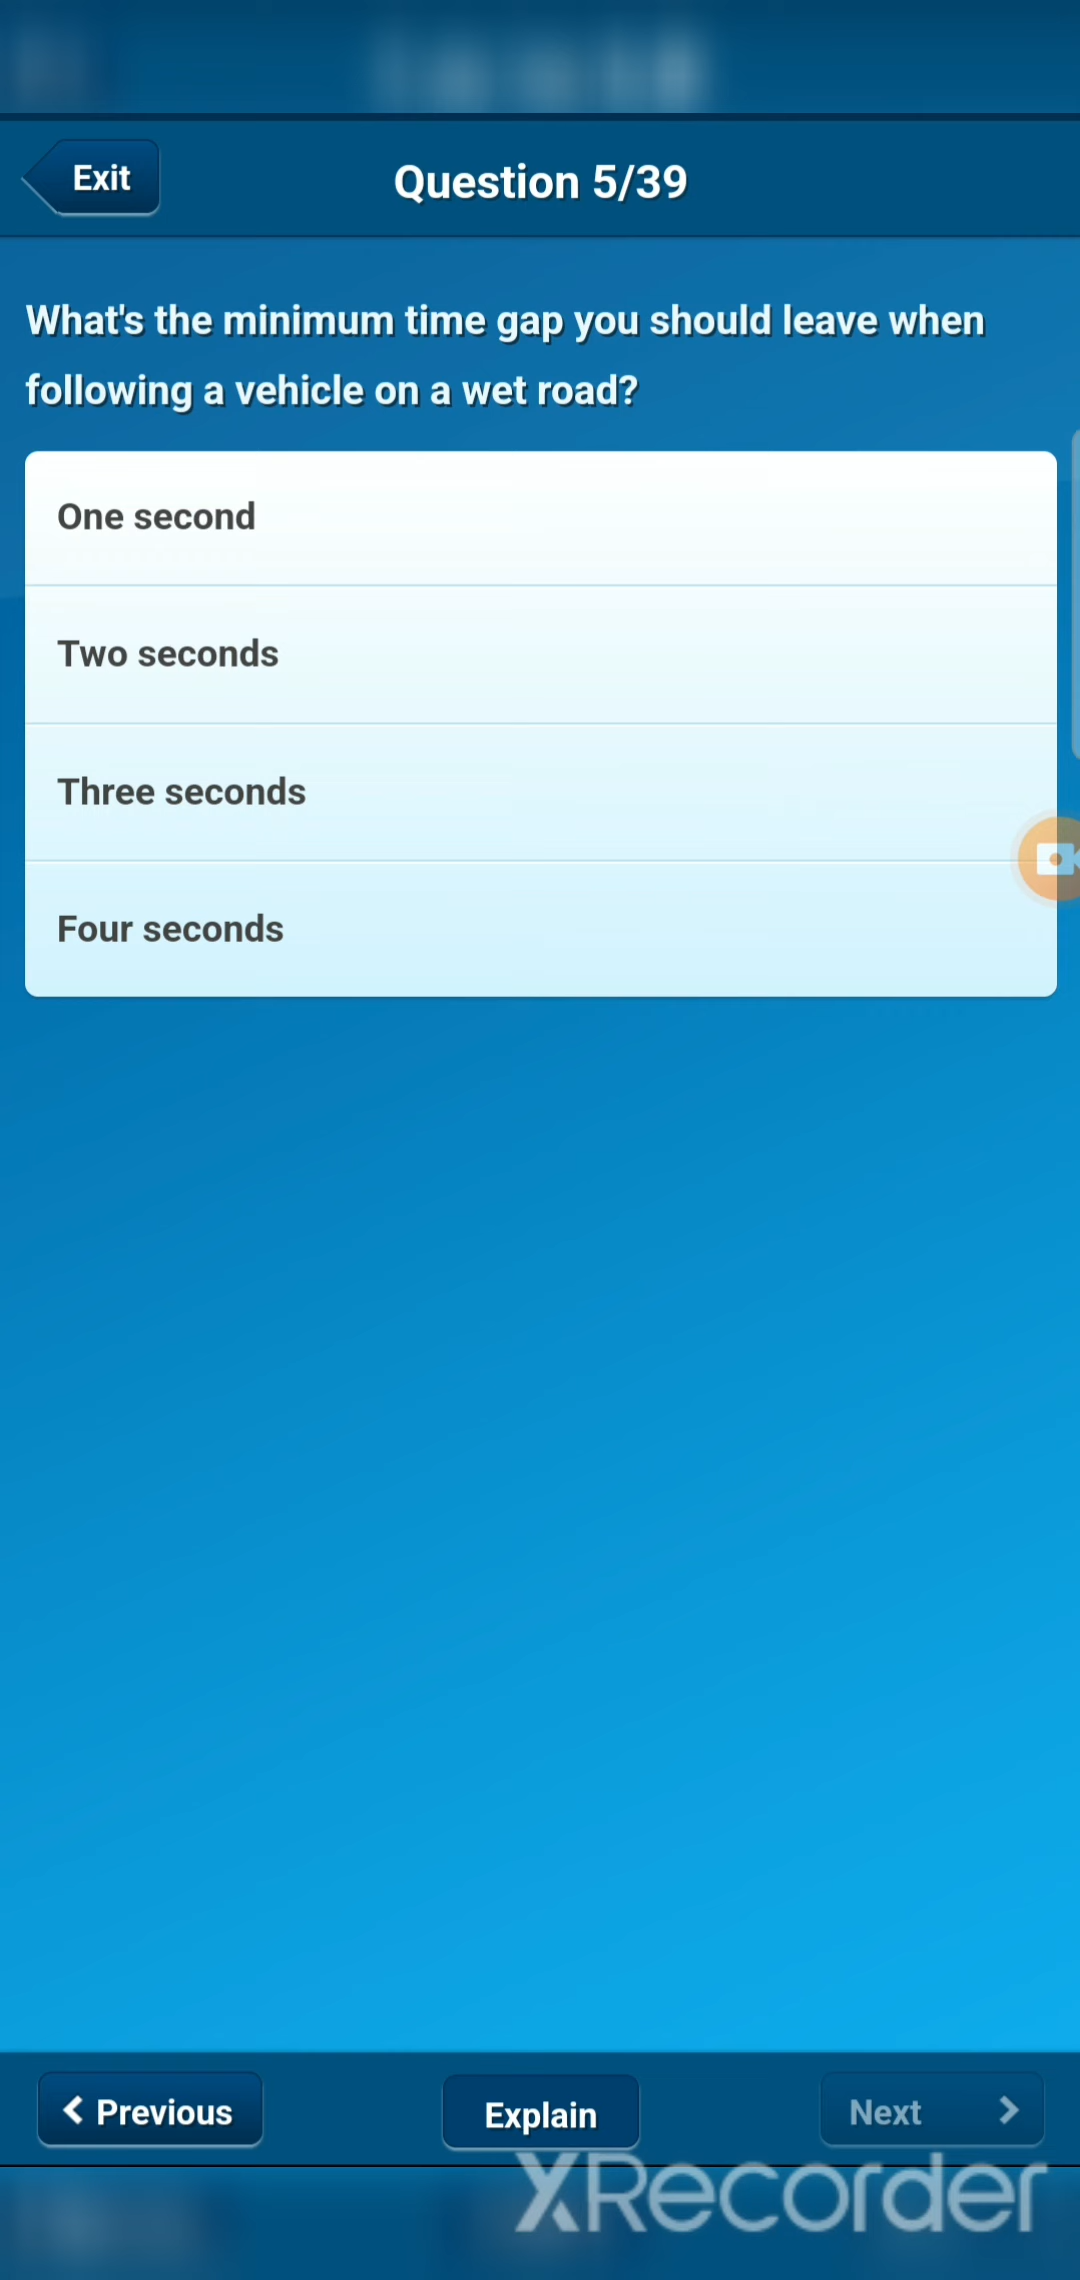 Exit
Question 5/39
What's the minimum time gap you should leave when
following a vehicle on a wet road?
One second
Two seconds
Three seconds
Four seconds
Previous
Explain
Next
XRecorder